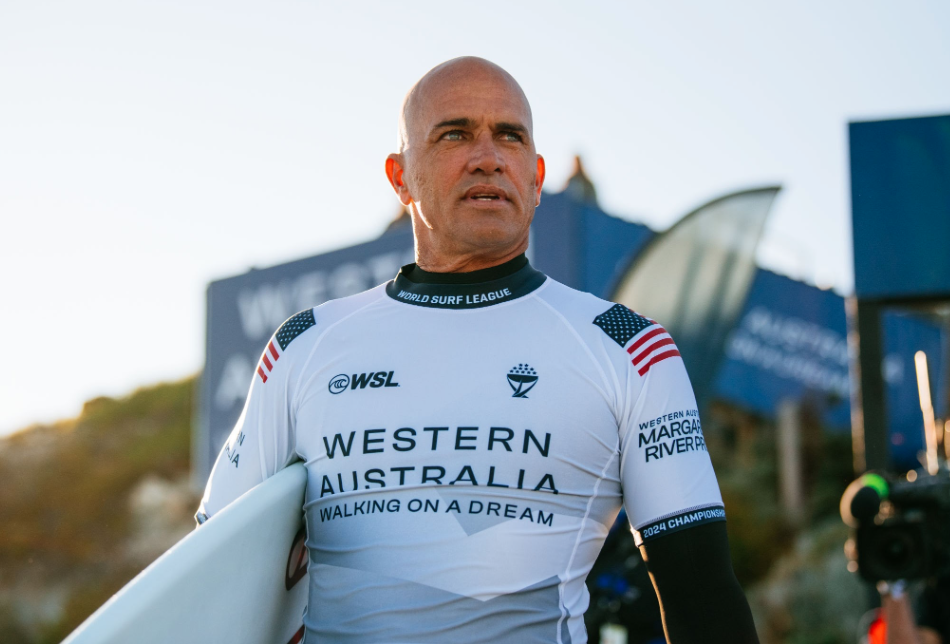 WESTERN
WORLD SURF LEAGUE
WSL
WESTERN
AUSTRALIA
WALKING ON A DREAM
MARGARET
RIVER PRO
2024 CHAMPIONSHIP
AUSTRALIA